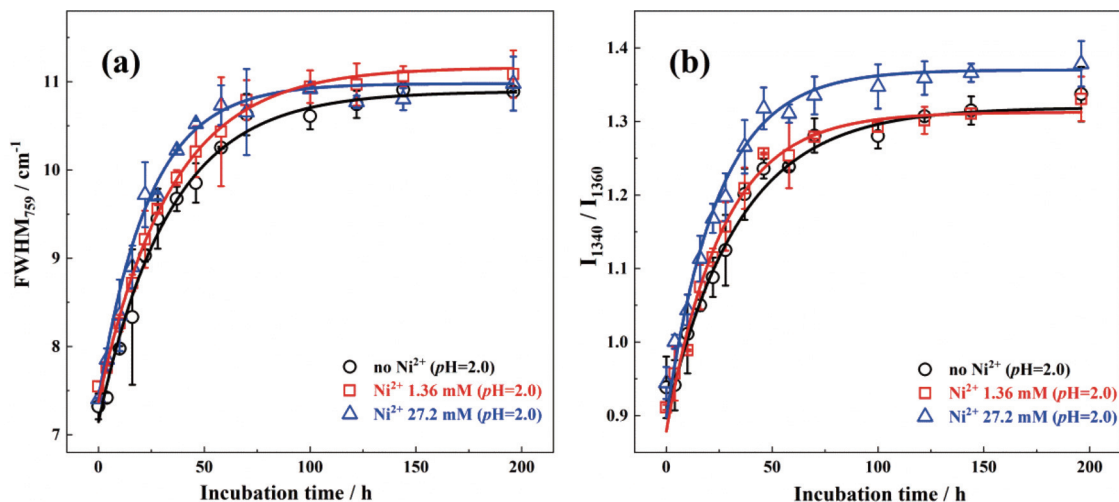 (a)
FWHM₇₅₉ / cm⁻¹
11
10
9
8
7
0
50
100
150
200
Incubation time / h
no Ni²⁺ (pH=2.0)
Ni²⁺ 1.36 mM (pH=2.0)
Ni²⁺ 27.2 mM (pH=2.0)
(b)
I₁₃₄₀ / I₁₃₆₀
1.4
1.3
1.2
1.1
1.0
0.9
0
50
100
150
200
Incubation time / h
no Ni²⁺ (pH=2.0)
Ni²⁺ 1.36 mM (pH=2.0)
Ni²⁺ 27.2 mM (pH=2.0)